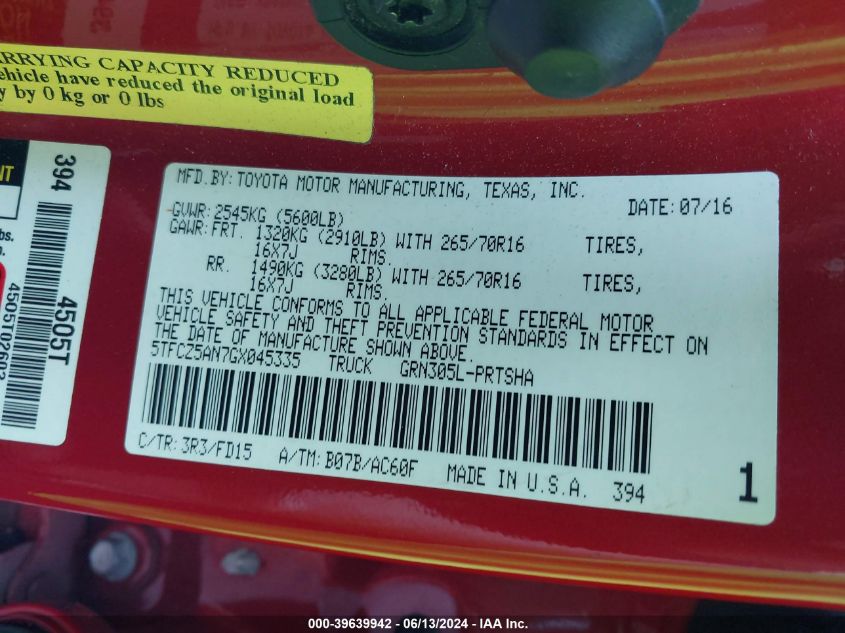 ARRYING CAPACITY REDUCED
ehicle have reduced the original load
y by 0 kg or 0 lbs
NT
394
lbs.
4505T
4505T02602
MFD.BY:TOYOTA MOTOR MANUFACTURING, TEXAS, INC.
DATE:07/16
GVWR:2545KG (5600LB)
GAWR:FRT. 1320KG (2910LB) WITH 265/70R16 TIRES,
16X7J RIMS.
RR. 1490KG (3280LB) WITH 265/70R16 TIRES,
16X7J RIMS.
THIS VEHICLE CONFORMS TO ALL APPLICABLE FEDERAL MOTOR
VEHICLE SAFETY AND THEFT PREVENTION STANDARDS IN EFFECT ON
THE DATE OF MANUFACTURE SHOWN ABOVE.
5TFCZ5AN7GX045335 TRUCK GRN305L-PRTSHA
C/TR:3R3/FD15 A/TM:B07B/AC60F MADE IN U.S.A. 394
1
000-39639942 - 06/13/2024 - IAA Inc.